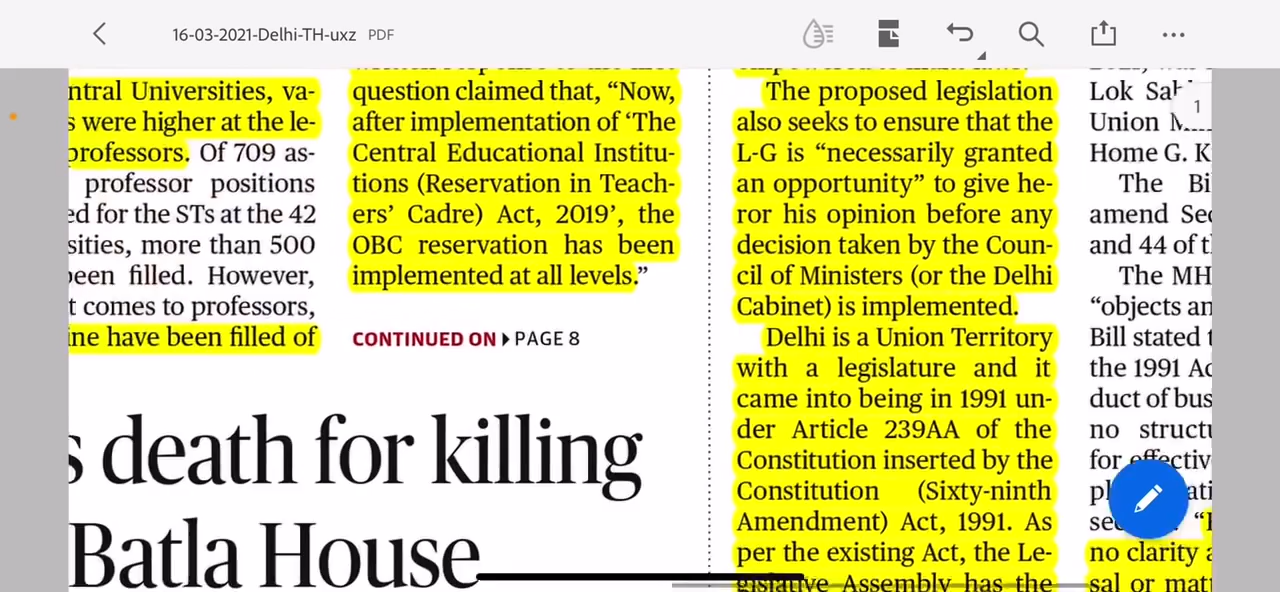 16-03-2021-Delhi-TH-uxz PDF
1
ntral Universities, va-
s were higher at the le-
professors. Of 709 as-
professor positions
ed for the STs at the 42
sities, more than 500
been filled. However,
t comes to professors,
ine have been filled of
question claimed that, “Now,
after implementation of ‘The
Central Educational Institu-
tions (Reservation in Teach-
ers’ Cadre) Act, 2019’, the
OBC reservation has been
implemented at all levels.”
CONTINUED ON PAGE 8
s death for killing
Batla House
The proposed legislation
also seeks to ensure that the
L-G is “necessarily granted
an opportunity” to give he-
ror his opinion before any
decision taken by the Coun-
cil of Ministers (or the Delhi
Cabinet) is implemented.
Delhi is a Union Territory
with a legislature and it
came into being in 1991 un-
der Article 239AA of the
Constitution inserted by the
Constitution (Sixty-ninth
Amendment) Act, 1991. As
per the existing Act, the Le-
gislative Assembly has the
Lok
Union
Home G. K
The Bi
amend Sec
and 44 of t
The MH
“objects an
Bill stated t
the 1991 Ac
duct of bus
no struct
for effectiv
no clarity a
sal or mat